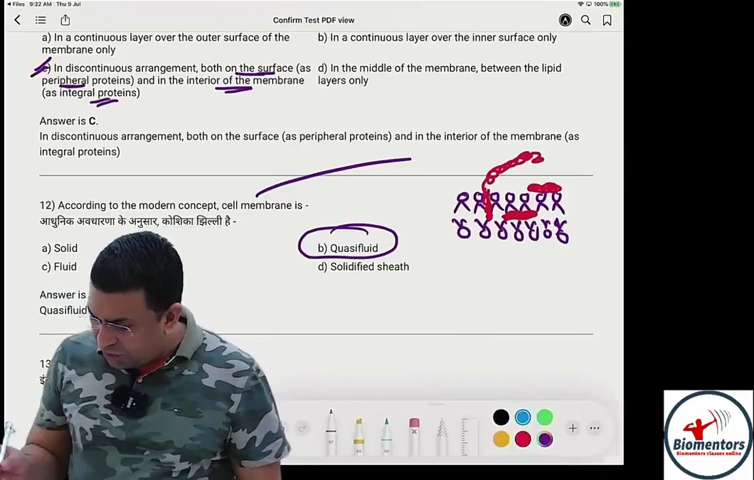 Files 9:22 AM Thu 9 Jul
100%
Confirm Test PDF view
a) In a continuous layer over the outer surface of the membrane only
b) In a continuous layer over the inner surface only
c) In discontinuous arrangement, both on the surface (as
peripheral proteins) and in the interior of the membrane
(as integral proteins)
d) In the middle of the membrane, between the lipid
layers only
Answer is C.
In discontinuous arrangement, both on the surface (as peripheral proteins) and in the interior of the membrane (as
integral proteins)
12) According to the modern concept, cell membrane is -
आधुनिक अवधारणा के अनुसार, कोशिका झिल्ली है -
a) Solid
b) Quasifluid
c) Fluid
d) Solidified sheath
Answer is
Quasifluid
13
Biomentors
Biomentors classes online